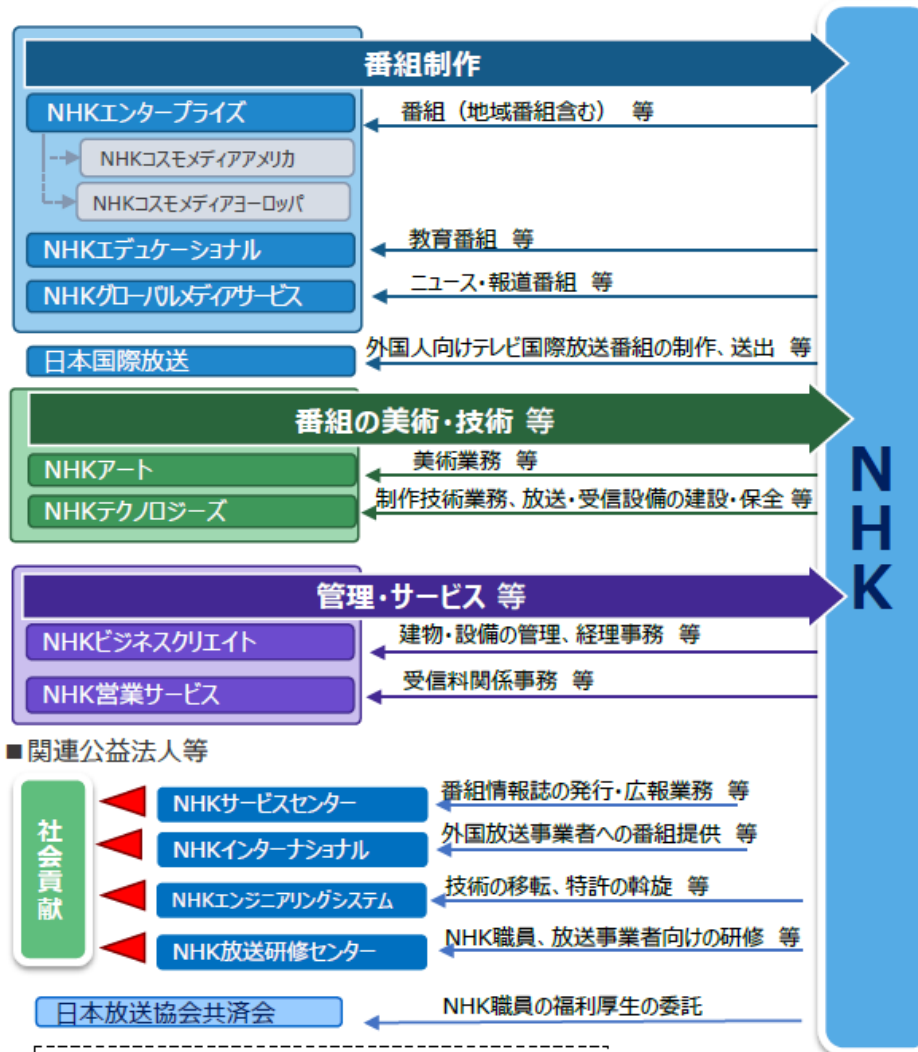 番組制作
NHKエンタープライズ
番組（地域番組含む） 等
NHKコスモメディアアメリカ
NHKコスモメディアヨーロッパ
NHKエデュケーショナル
教育番組 等
NHKグローバルメディアサービス
ニュース・報道番組 等
日本国際放送
外国人向けテレビ国際放送番組の制作、送出 等
番組の美術・技術 等
NHKアート
美術業務 等
NHKテクノロジーズ
制作技術業務、放送・受信設備の建設・保全 等
管理・サービス 等
NHKビジネスクリエイト
建物・設備の管理、経理事務 等
NHK営業サービス
受信料関係事務 等
NHK
■関連公益法人等
社会貢献
NHKサービスセンター
番組情報誌の発行・広報業務 等
NHKインターナショナル
外国放送事業者への番組提供 等
NHKエンジニアリングシステム
技術の移転、特許の斡旋 等
NHK放送研修センター
NHK職員、放送事業者向けの研修 等
日本放送協会共済会
NHK職員の福利厚生の委託